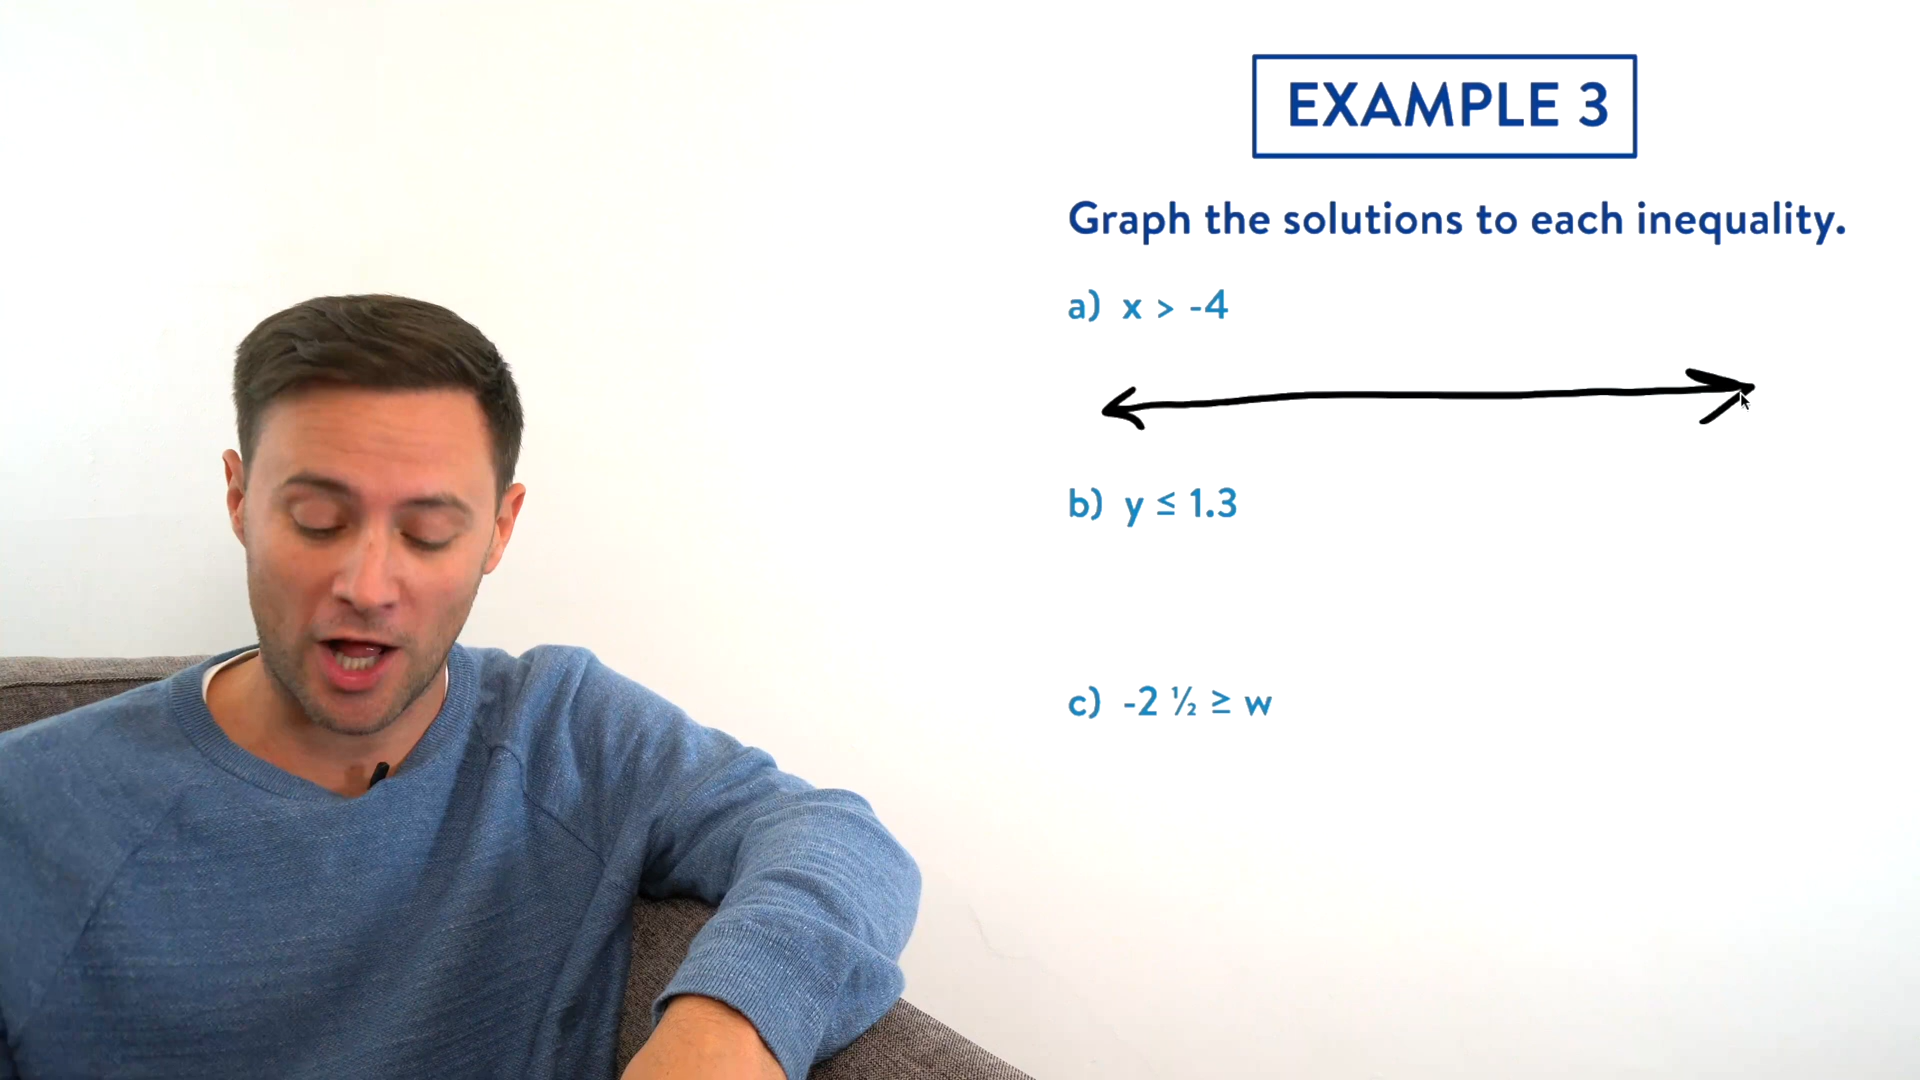 EXAMPLE 3
Graph the solutions to each inequality.
a) x > -4
b) y ≤ 1.3
c) -2 ½ ≥ w